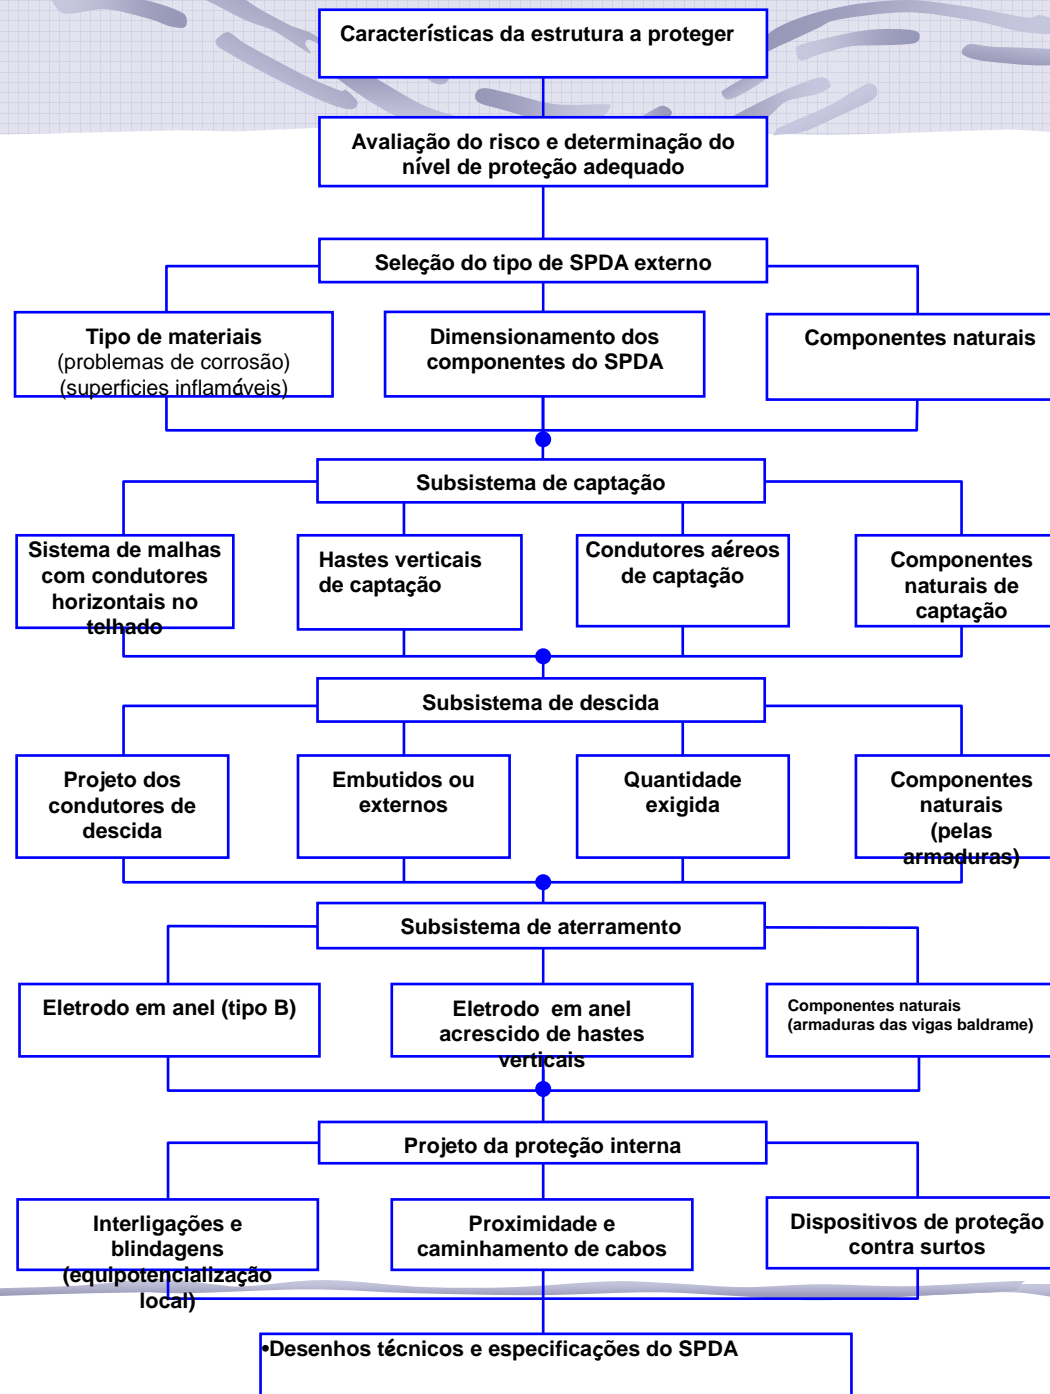 Características da estrutura a proteger
Avaliação do risco e determinação do
nível de proteção adequado
Seleção do tipo de SPDA externo
Tipo de materiais
(problemas de corrosão)
(superficies inflamáveis)
Dimensionamento dos
componentes do SPDA
Componentes naturais
Subsistema de captação
Sistema de malhas
com condutores
horizontais no
telhado
Hastes verticais
de captação
Condutores aéreos
de captação
Componentes
naturais de
captação
Subsistema de descida
Projeto dos
condutores de
descida
Embutidos ou
externos
Quantidade
exigida
Componentes
naturais
(pelas
armaduras)
Subsistema de aterramento
Eletrodo em anel (tipo B)
Eletrodo em anel
acrescido de hastes
verticais
Componentes naturais
(armaduras das vigas baldrame)
Projeto da proteção interna
Interligações e
blindagens
(equipotencialização
local)
Proximidade e
caminhamento de cabos
Dispositivos de proteção
contra surtos
•Desenhos técnicos e especificações do SPDA